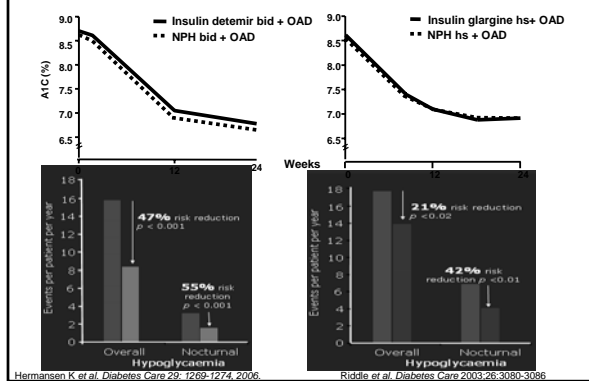 Insulin detemir bid + OAD
NPH bid + OAD
A1C (%)
9.0
8.5
8.0
7.5
7.0
6.5
0
12
24
Insulin glargine hs+ OAD
NPH hs + OAD
9.0
8.5
8.0
7.5
7.0
6.5
0
12
24
Weeks
Events per patient per year
18
16
14
12
10
8
6
4
2
0
47% risk reduction
p < 0.001
55% risk
reduction
p < 0.001
Overall
Nocturnal
Hypoglycaemia
Events per patient per year
18
16
14
12
10
8
6
4
2
0
21% risk reduction
p <0.02
42% risk
reduction p <0.01
Overall
Nocturnal
Hypoglycaemia
Hermansen K et al. Diabetes Care 29: 1269-1274, 2006.
Riddle et al. Diabetes Care 2003;26:3080-3086